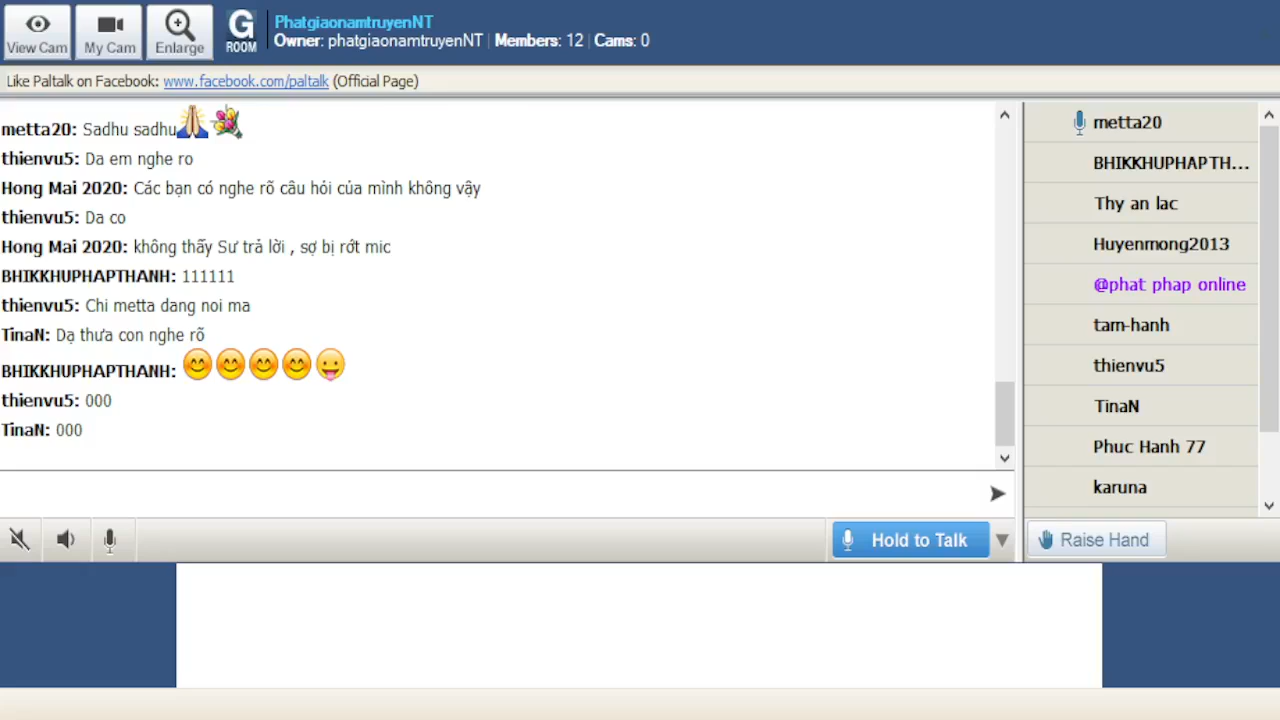 View Cam
My Cam
Enlarge
G
ROOM
PhatgiaonamtruyenNT
Owner: phatgiaonamtruyenNT | Members: 12 | Cams: 0
Like Paltalk on Facebook: www.facebook.com/paltalk (Official Page)
metta20: Sadhu sadhu
thienvu5: Da em nghe ro
Hong Mai 2020: Các bạn có nghe rõ câu hỏi của mình không vậy
thienvu5: Da co
Hong Mai 2020: không thấy Sư trả lời , sợ bị rớt mic
BHIKKHUPHAPTHANH: 111111
thienvu5: Chi metta dang noi ma
TinaN: Dạ thưa con nghe rõ
BHIKKHUPHAPTHANH:
thienvu5: 000
TinaN: 000
metta20
BHIKKHUPHAPTH...
Thy an lac
Huyenmong2013
@phat phap online
tam-hanh
thienvu5
TinaN
Phuc Hanh 77
karuna
Hold to Talk
Raise Hand